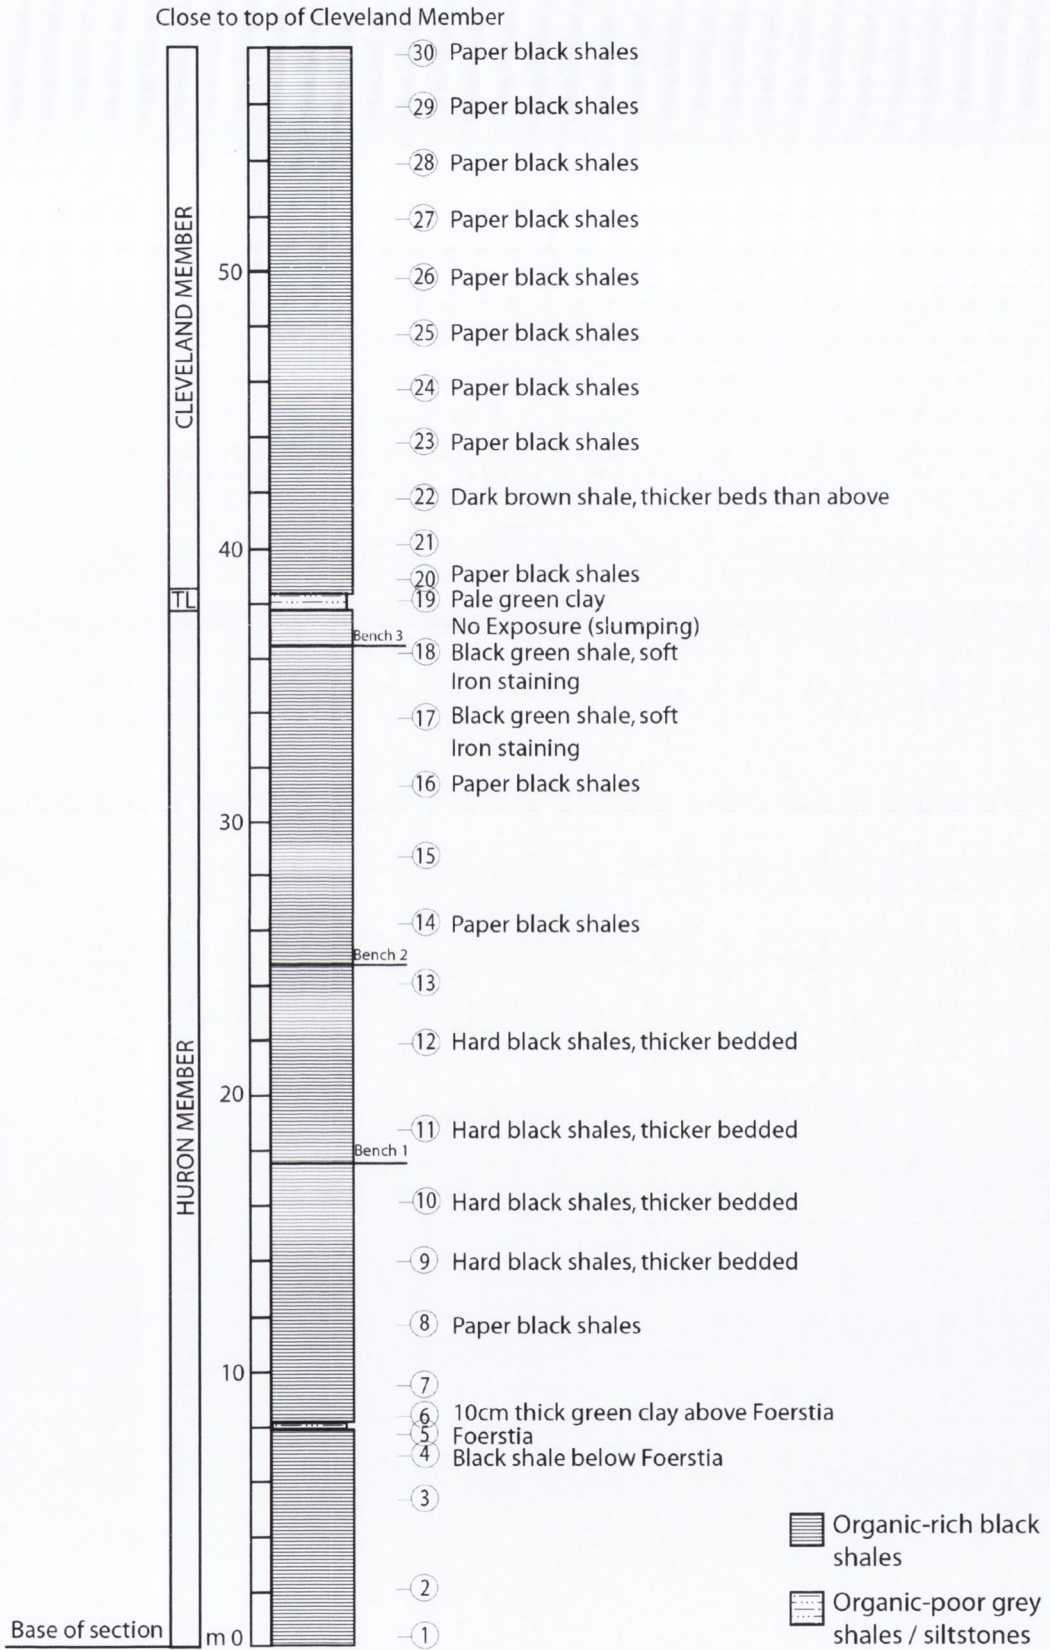 Close to top of Cleveland Member
30 Paper black shales
29 Paper black shales
28 Paper black shales
27 Paper black shales
CLEVELAND MEMBER
50
26 Paper black shales
25 Paper black shales
24 Paper black shales
23 Paper black shales
22 Dark brown shale, thicker beds than above
40
21
20 Paper black shales
TL
19 Pale green clay
No Exposure (slumping)
Bench 3
18 Black green shale, soft
Iron staining
17 Black green shale, soft
Iron staining
16 Paper black shales
30
15
14 Paper black shales
Bench 2
13
12 Hard black shales, thicker bedded
HURON MEMBER
20
11 Hard black shales, thicker bedded
Bench 1
10 Hard black shales, thicker bedded
9 Hard black shales, thicker bedded
8 Paper black shales
10
7
6 10cm thick green clay above Foerstia
5 Foerstia
4 Black shale below Foerstia
3
2
Base of section
m 0
1
Organic-rich black
shales
Organic-poor grey
shales / siltstones